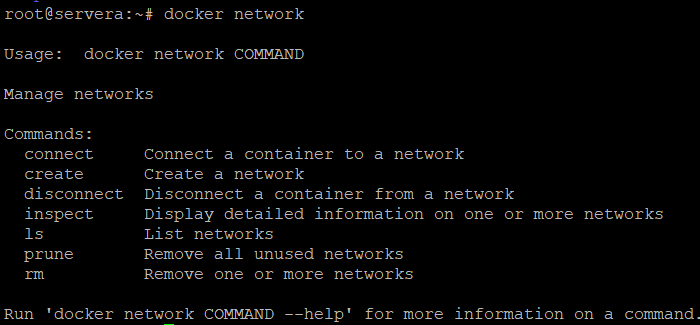 root@servera:~# docker network
Usage:  docker network COMMAND
Manage networks
Commands:
  connect     Connect a container to a network
  create      Create a network
  disconnect  Disconnect a container from a network
  inspect     Display detailed information on one or more networks
  ls          List networks
  prune       Remove all unused networks
  rm          Remove one or more networks
Run 'docker network COMMAND --help' for more information on a command.